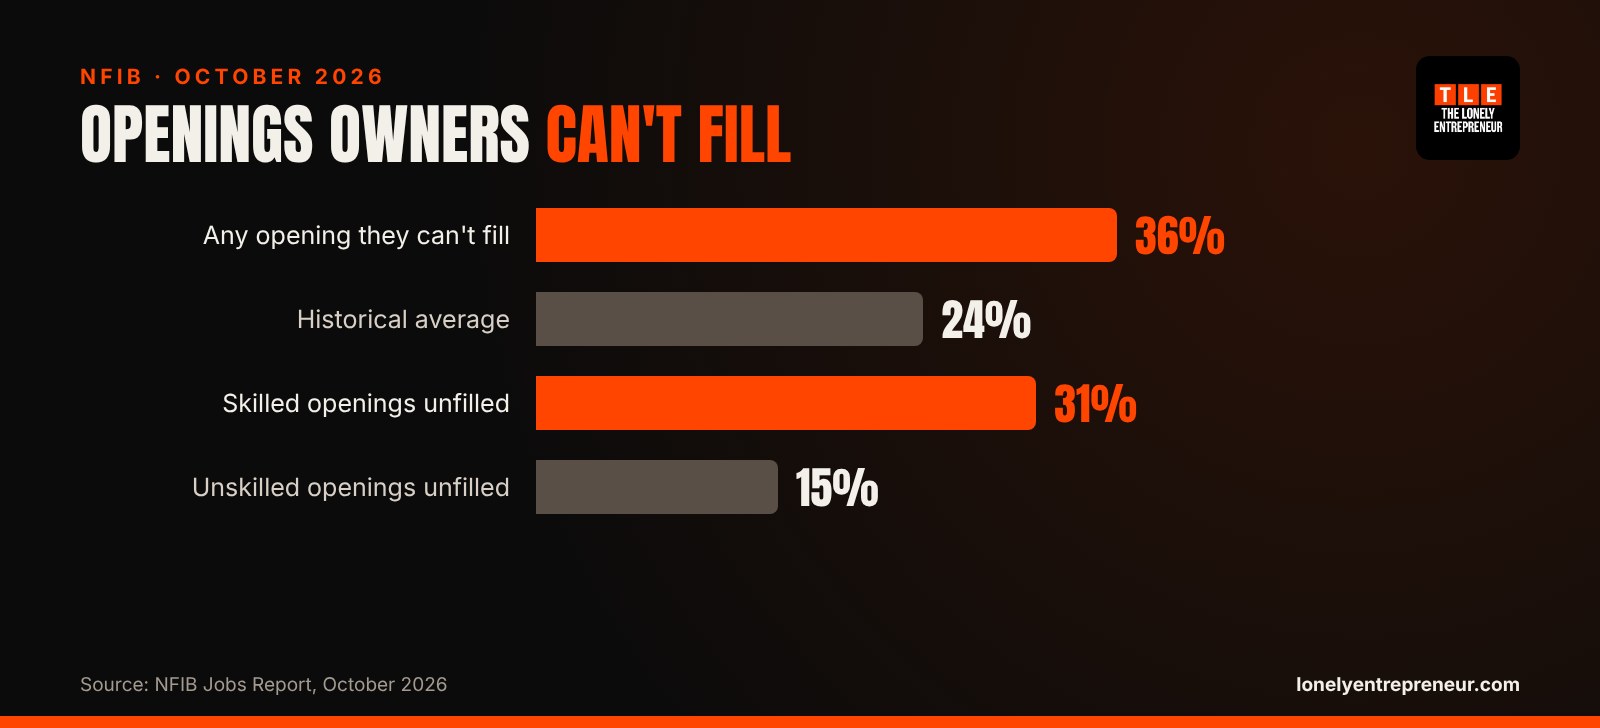 NFIB · OCTOBER 2026
OPENINGS OWNERS CAN'T FILL
TLE
THE LONELY
ENTREPRENEUR
Any opening they can't fill
36%
Historical average
24%
Skilled openings unfilled
31%
Unskilled openings unfilled
15%
Source: NFIB Jobs Report, October 2026
lonelyentrepreneur.com